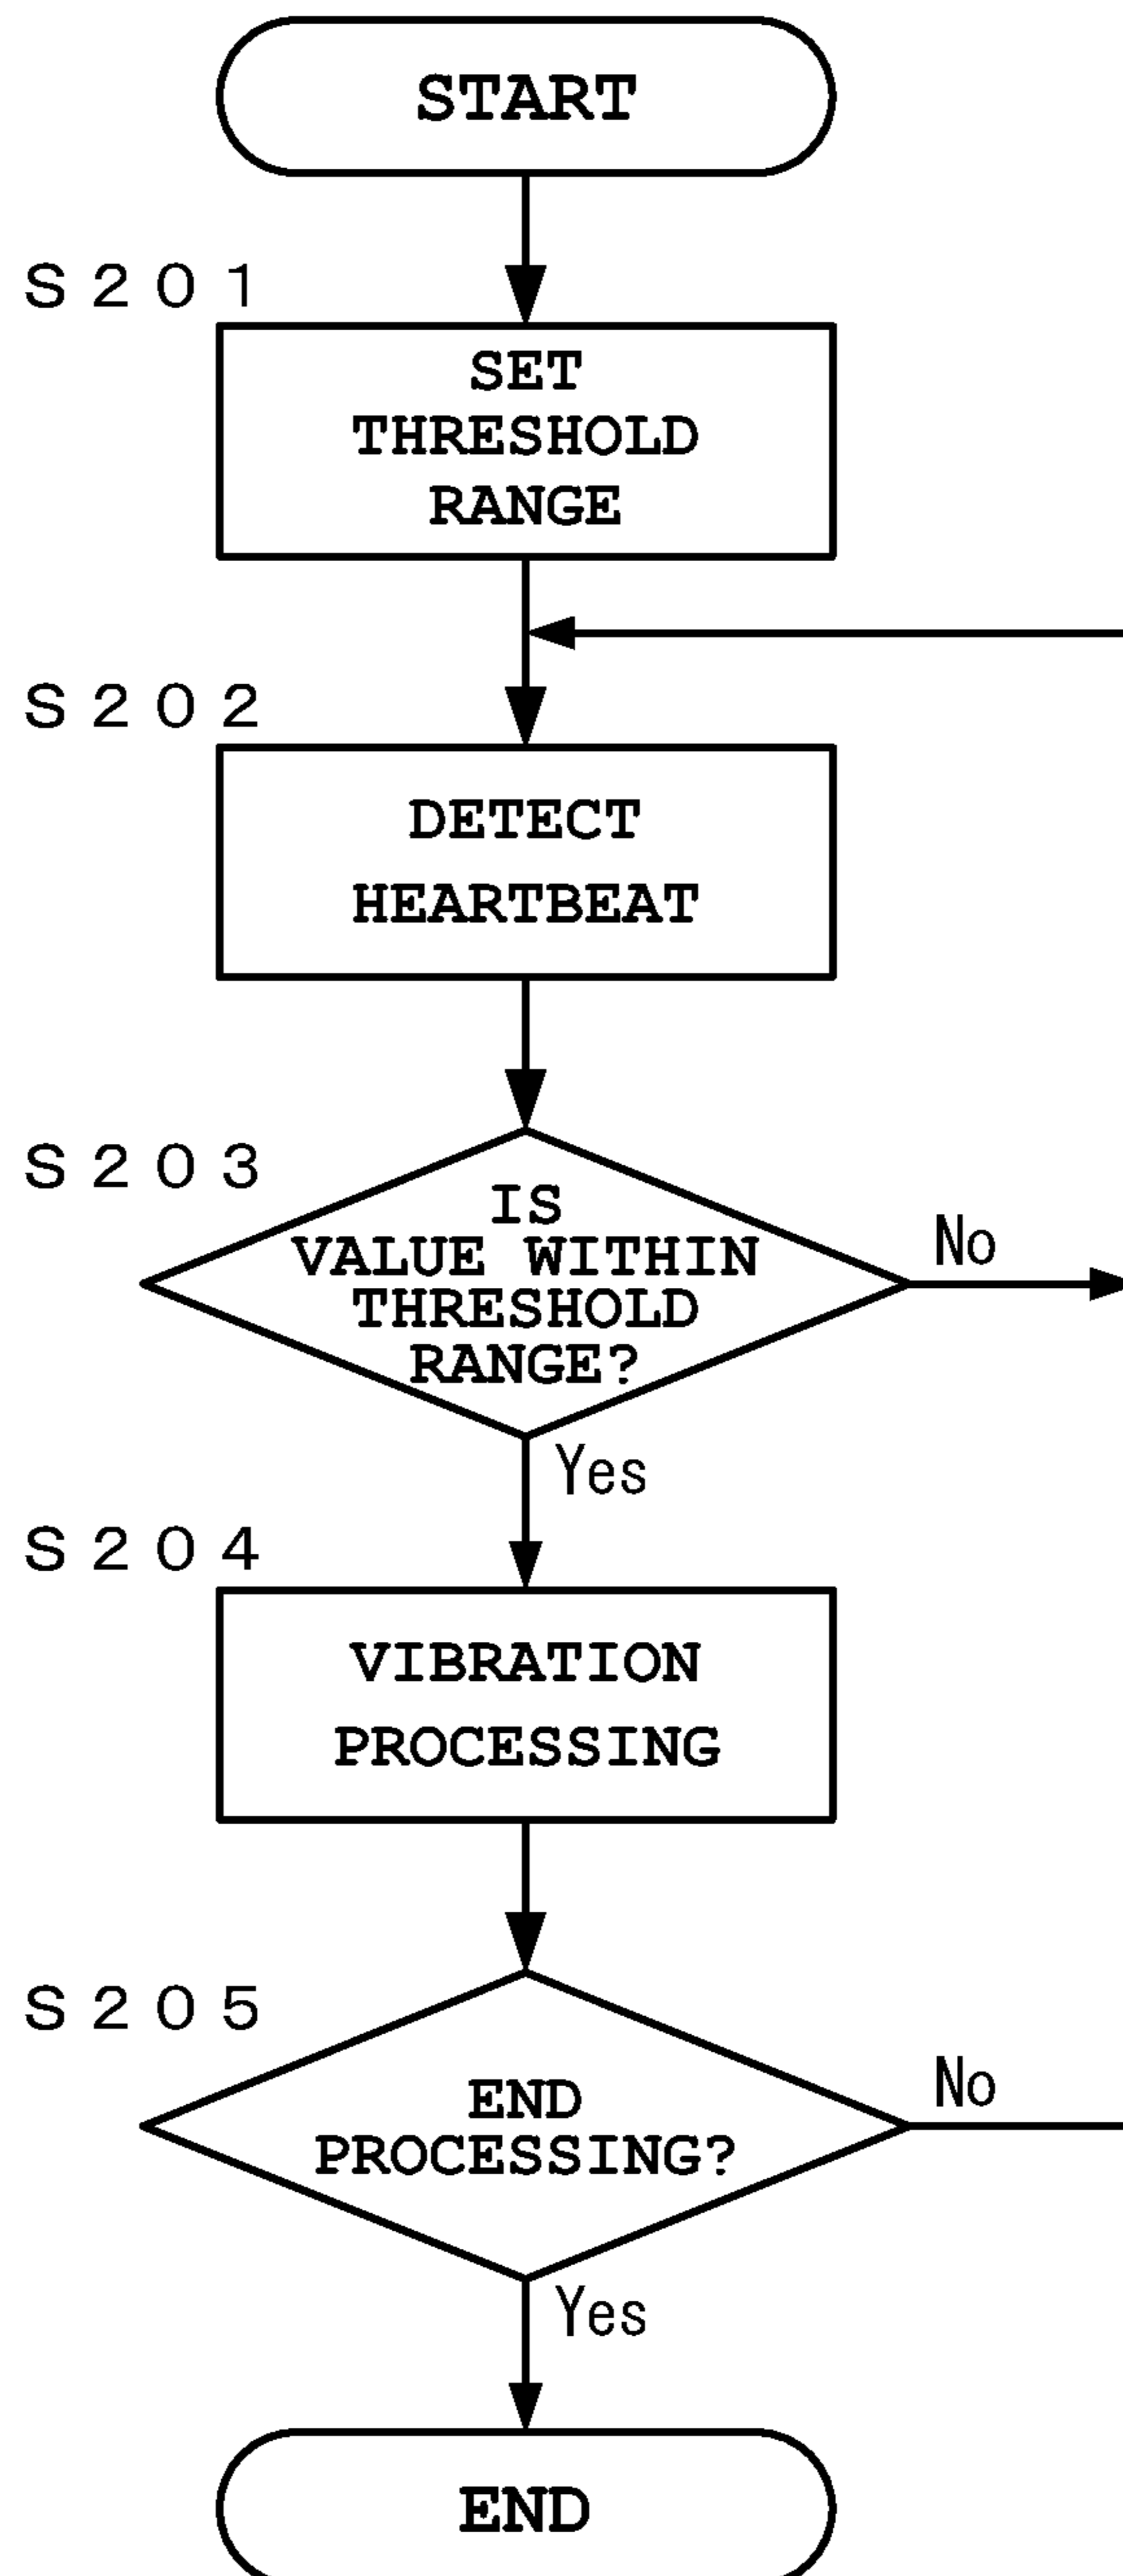 START
S201
SET
THRESHOLD
RANGE
S202
DETECT
HEARTBEAT
S203
IS
VALUE WITHIN
THRESHOLD
RANGE?
No
Yes
S204
VIBRATION
PROCESSING
S205
END
PROCESSING?
No
Yes
END